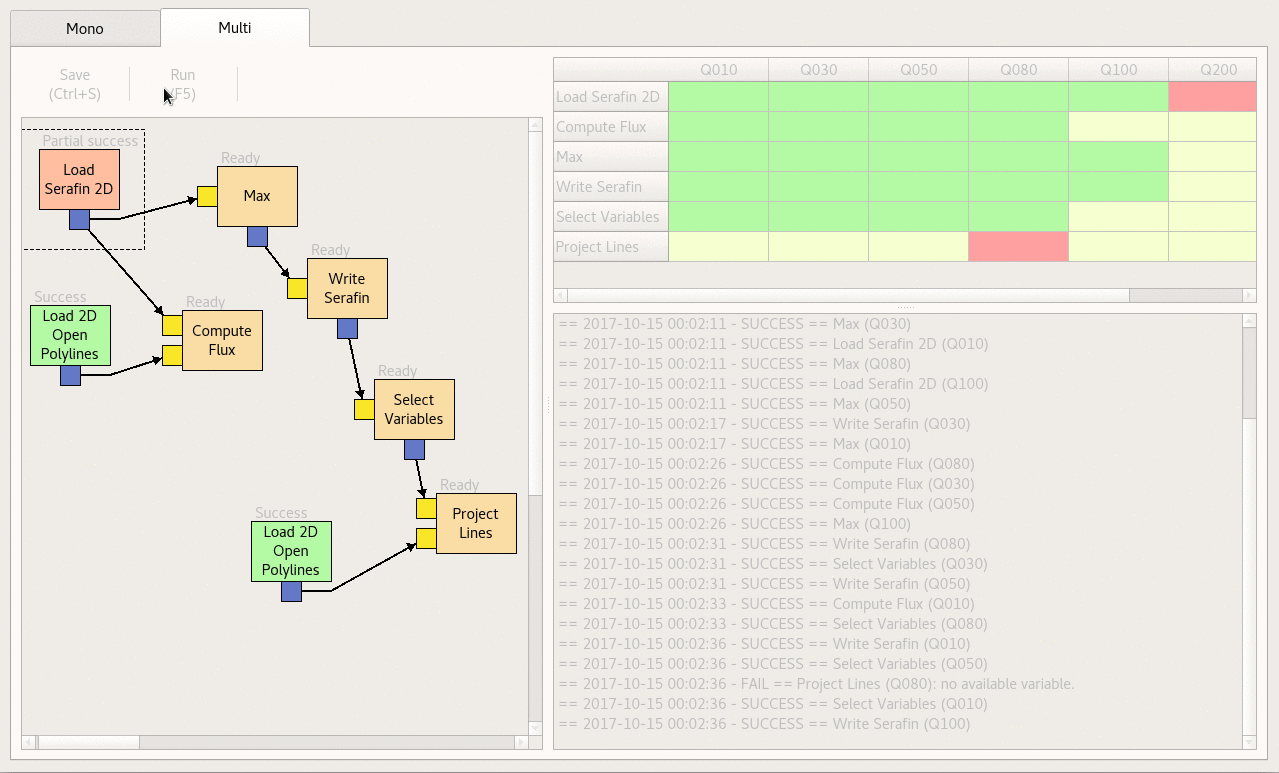 Mono
Multi
Save
(Ctrl+S)
Run
(F5)
Partial success
Load
Serafin 2D
Ready
Max
Ready
Write
Serafin
Success
Load 2D
Open
Polylines
Ready
Compute
Flux
Ready
Select
Variables
Ready
Project
Lines
Success
Load 2D
Open
Polylines
Q010 Q030 Q050 Q080 Q100 Q200
Load Serafin 2D
Compute Flux
Max
Write Serafin
Select Variables
Project Lines
== 2017-10-15 00:02:11 - SUCCESS == Max (Q030)
== 2017-10-15 00:02:11 - SUCCESS == Load Serafin 2D (Q010)
== 2017-10-15 00:02:11 - SUCCESS == Max (Q080)
== 2017-10-15 00:02:11 - SUCCESS == Load Serafin 2D (Q100)
== 2017-10-15 00:02:11 - SUCCESS == Max (Q050)
== 2017-10-15 00:02:17 - SUCCESS == Write Serafin (Q030)
== 2017-10-15 00:02:17 - SUCCESS == Max (Q010)
== 2017-10-15 00:02:26 - SUCCESS == Compute Flux (Q080)
== 2017-10-15 00:02:26 - SUCCESS == Compute Flux (Q030)
== 2017-10-15 00:02:26 - SUCCESS == Compute Flux (Q050)
== 2017-10-15 00:02:26 - SUCCESS == Max (Q100)
== 2017-10-15 00:02:31 - SUCCESS == Write Serafin (Q080)
== 2017-10-15 00:02:31 - SUCCESS == Select Variables (Q030)
== 2017-10-15 00:02:31 - SUCCESS == Write Serafin (Q050)
== 2017-10-15 00:02:33 - SUCCESS == Compute Flux (Q010)
== 2017-10-15 00:02:33 - SUCCESS == Select Variables (Q080)
== 2017-10-15 00:02:36 - SUCCESS == Write Serafin (Q010)
== 2017-10-15 00:02:36 - SUCCESS == Select Variables (Q050)
== 2017-10-15 00:02:36 - FAIL == Project Lines (Q080): no available variable.
== 2017-10-15 00:02:36 - SUCCESS == Select Variables (Q010)
== 2017-10-15 00:02:36 - SUCCESS == Write Serafin (Q100)